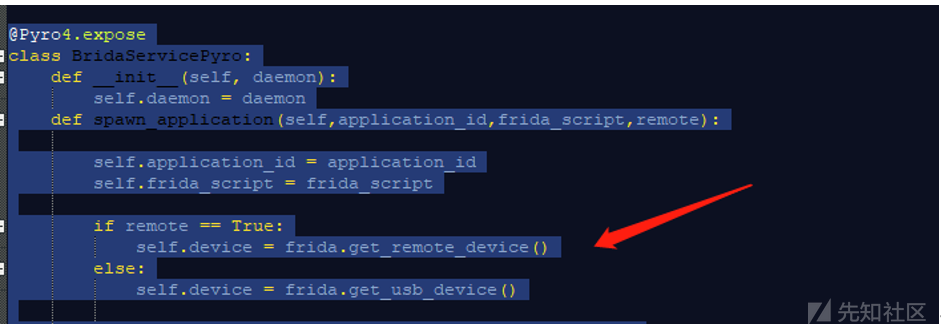 @Pyro4.expose
class BridaServicePyro:
    def __init__(self, daemon):
        self.daemon = daemon
    def spawn_application(self,application_id,frida_script,remote):
        self.application_id = application_id
        self.frida_script = frida_script
        if remote == True:
            self.device = frida.get_remote_device()
        else:
            self.device = frida.get_usb_device()
先知社区